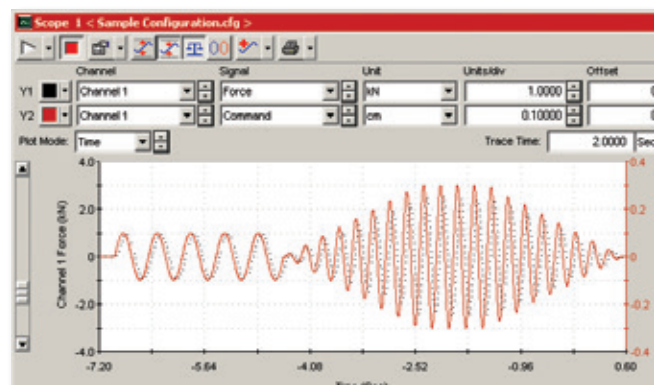 Scope 1 < Sample Configuration.cfg >
Channel Signal Unit Units/div Offset
Y1 Channel 1 Force kN 1.0000
Y2 Channel 1 Command cm 0.10000
Plot Mode: Time Trace Time: 2.0000 Sec
4.0 0.4
2.0 0.2
0 0
-2.0 -0.2
-4.0 -0.4
Channel 1 Force (kN)
-7.20 -5.64 -4.08 -2.52 -0.96 0.60